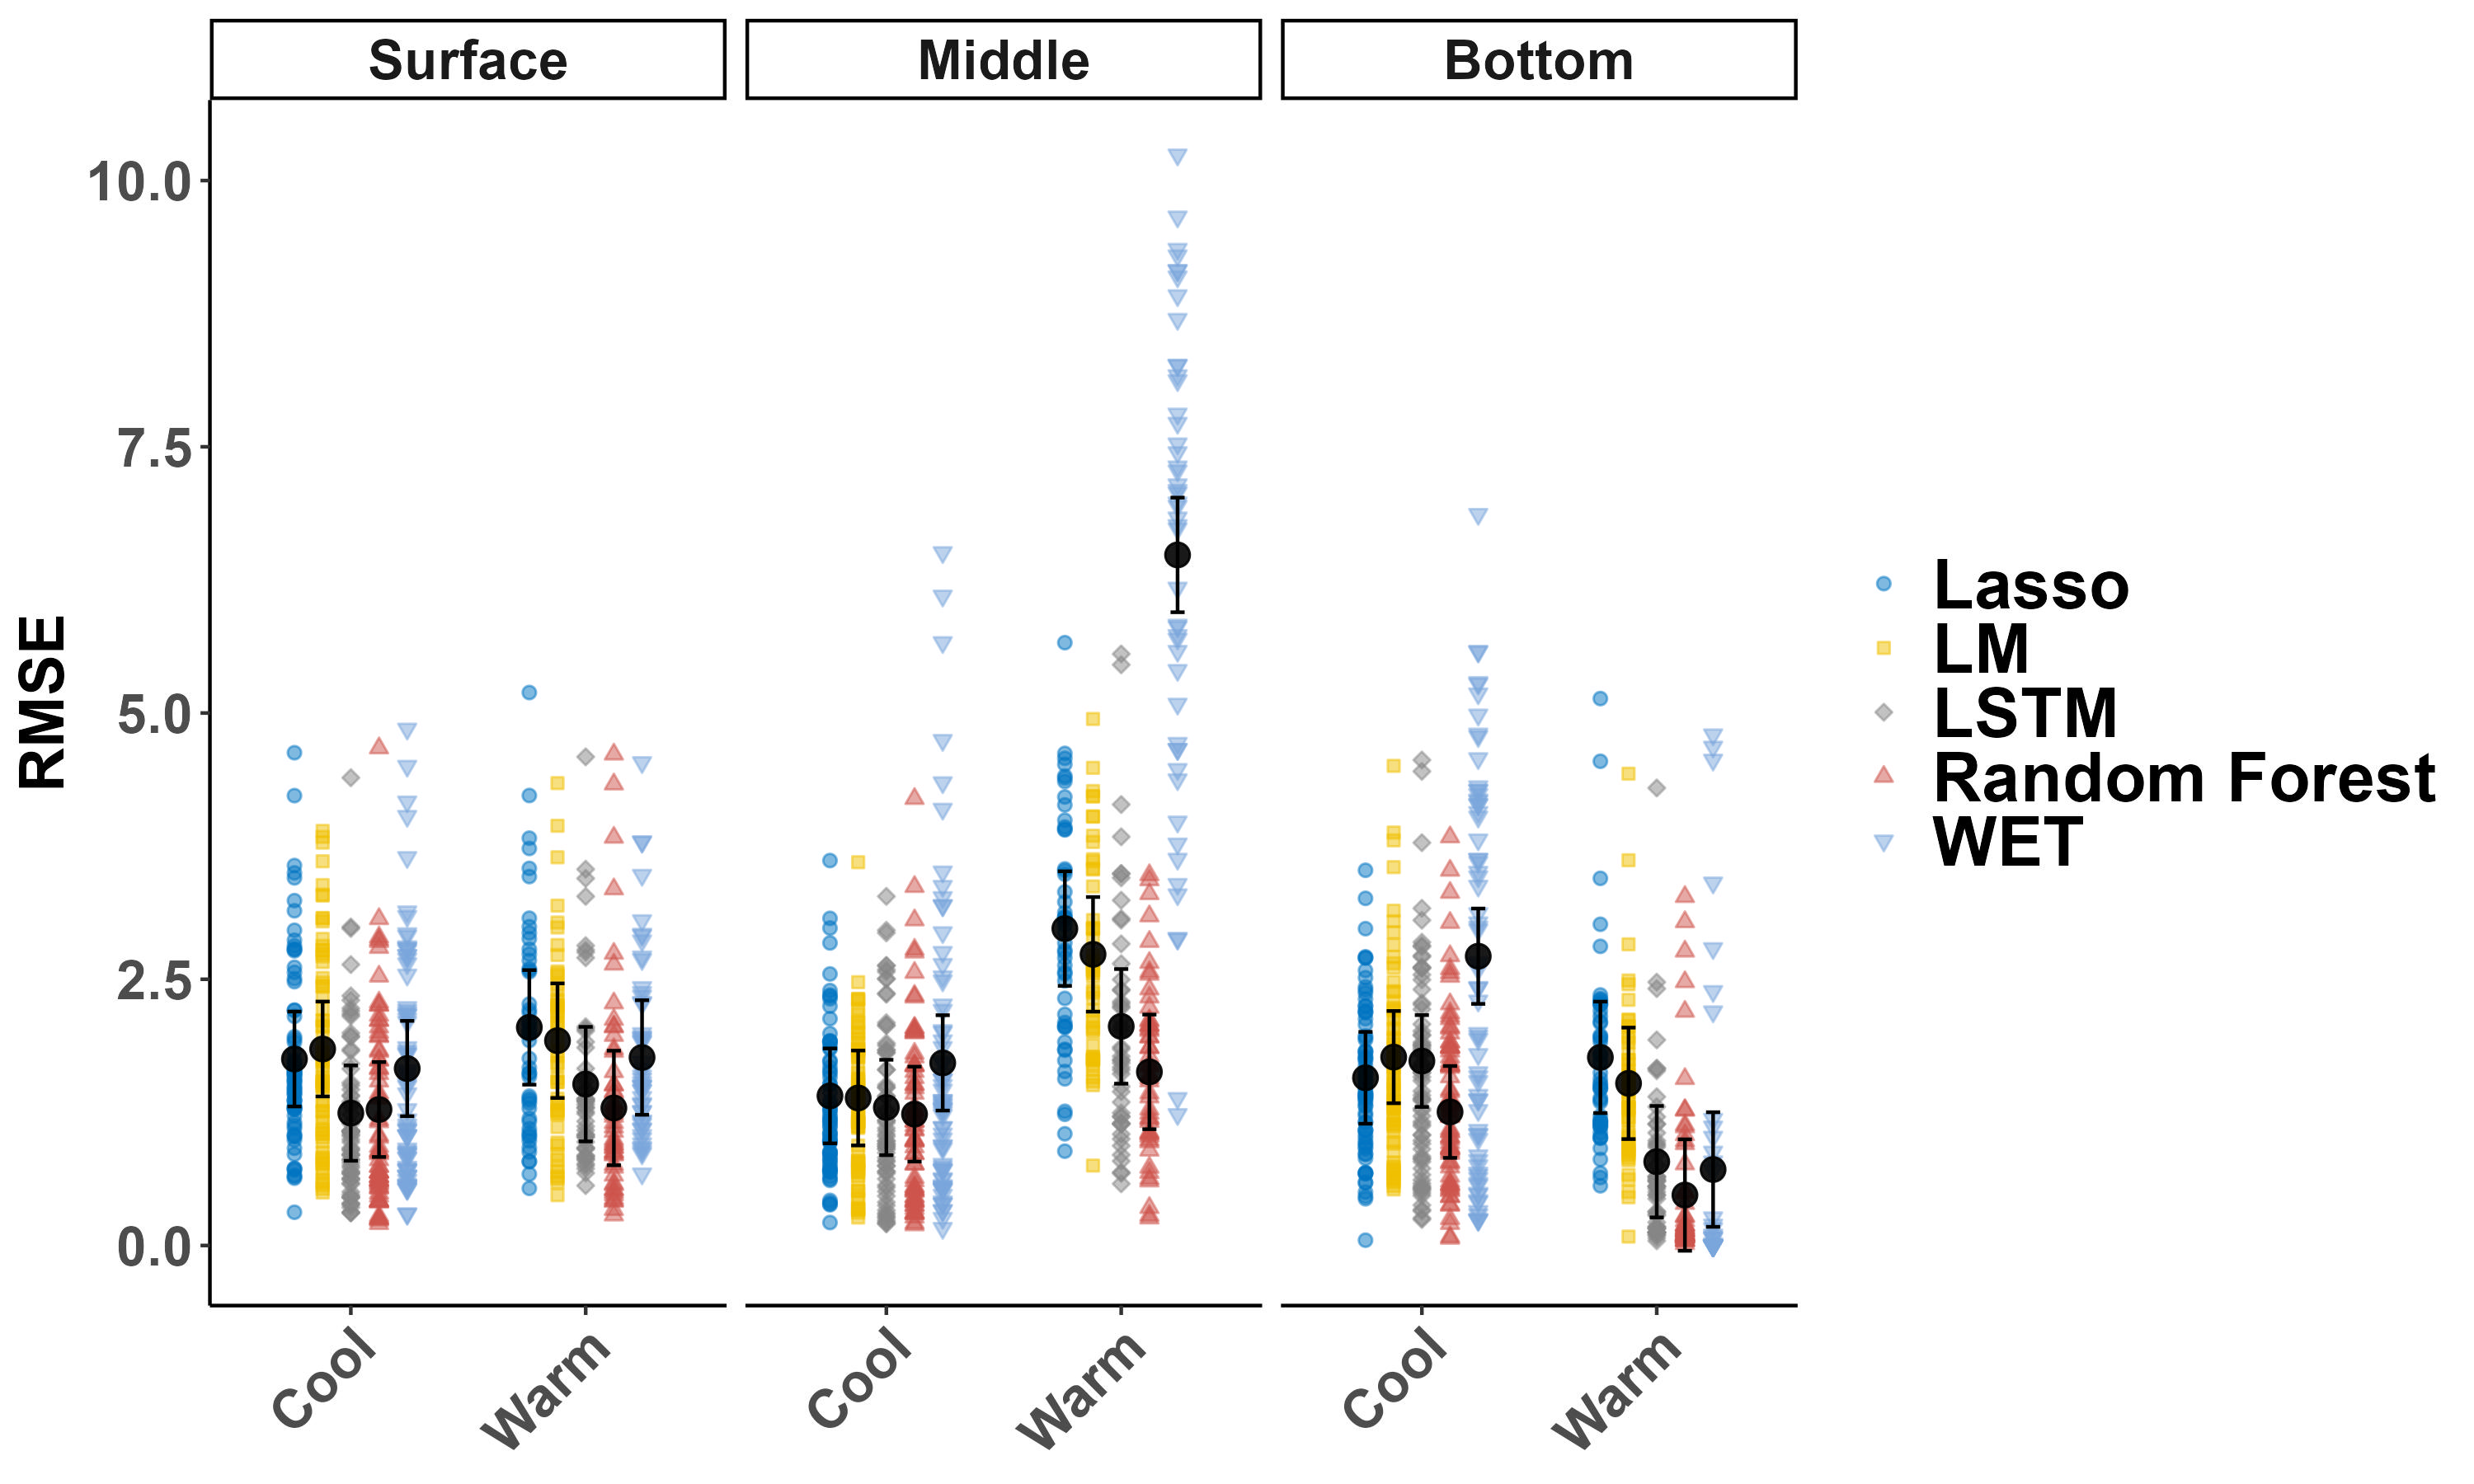 Surface Middle Bottom
10.0
7.5
5.0
2.5
0.0
RMSE
Cool Warm Cool Warm Cool Warm
Lasso
LM
LSTM
Random Forest
WET